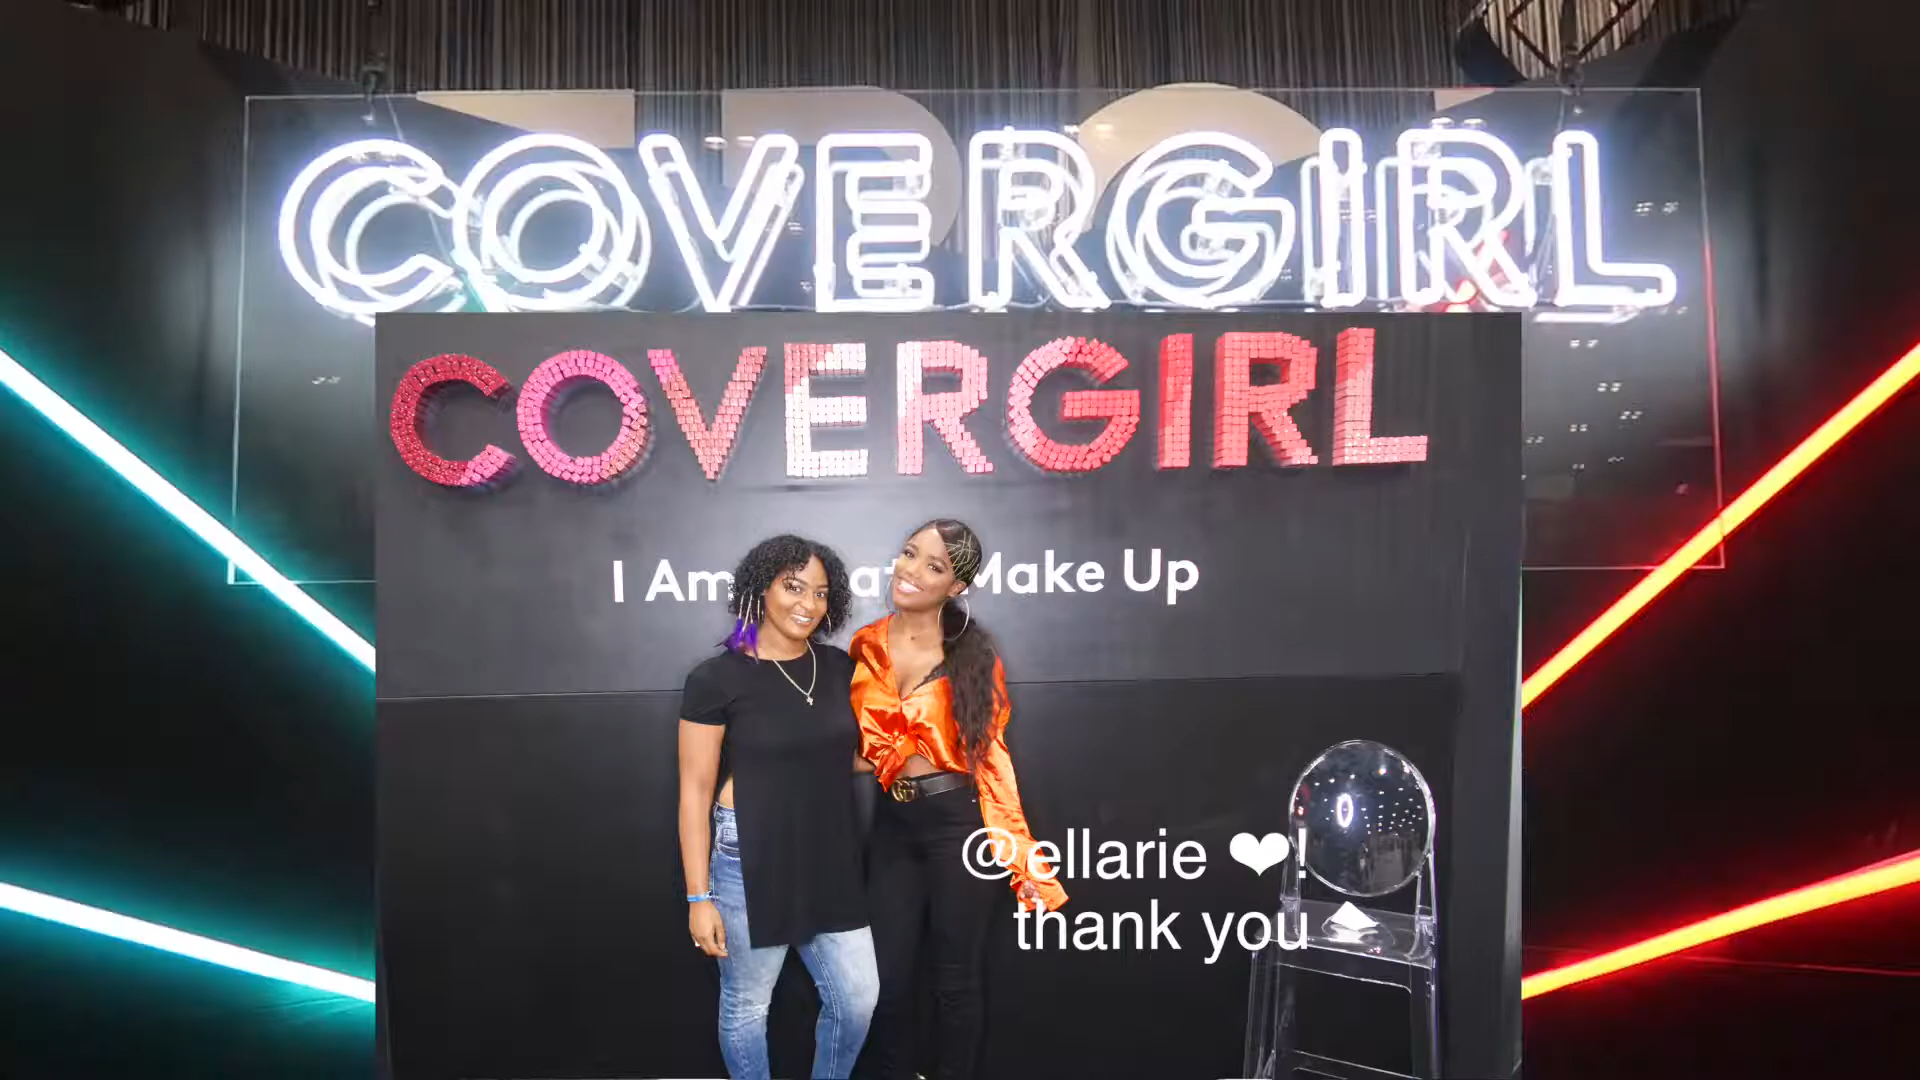 COVERGIRL
COVERGIRL
I Am Make Up
@ellarie ❤!
thank you